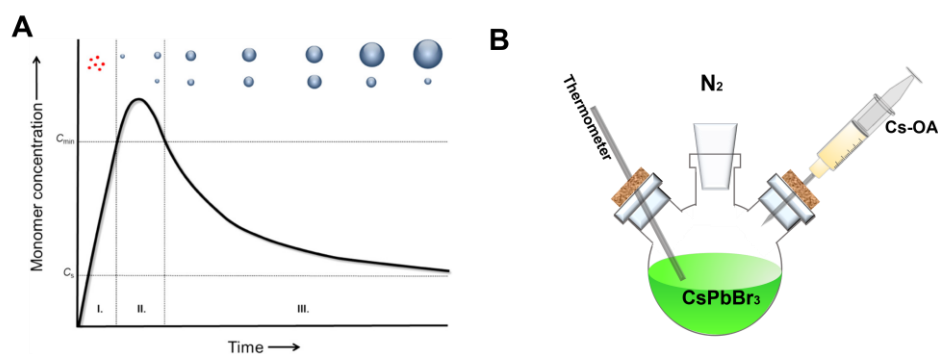 A
Monomer concentration
Cmin
Cs
I.
II.
III.
Time
B
Thermometer
N₂
Cs-OA
CsPbBr₃